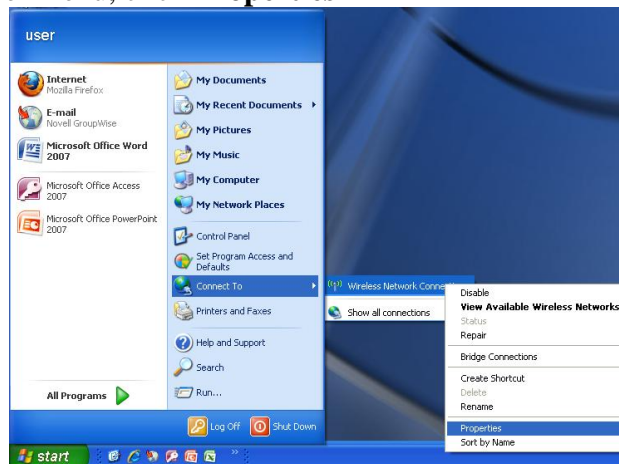 user
Internet
Mozilla Firefox
E-mail
Novell GroupWise
Microsoft Office Word
2007
Microsoft Office Access
2007
Microsoft Office PowerPoint
2007
All Programs
My Documents
My Recent Documents
My Pictures
My Music
My Computer
My Network Places
Control Panel
Set Program Access and
Defaults
Connect To
Printers and Faxes
Help and Support
Search
Run...
Wireless Network
Show all connections
Disable
View Available Wireless Networks
Status
Repair
Bridge Connections
Create Shortcut
Delete
Rename
Properties
Sort by Name
Log Off
Shut Down
start